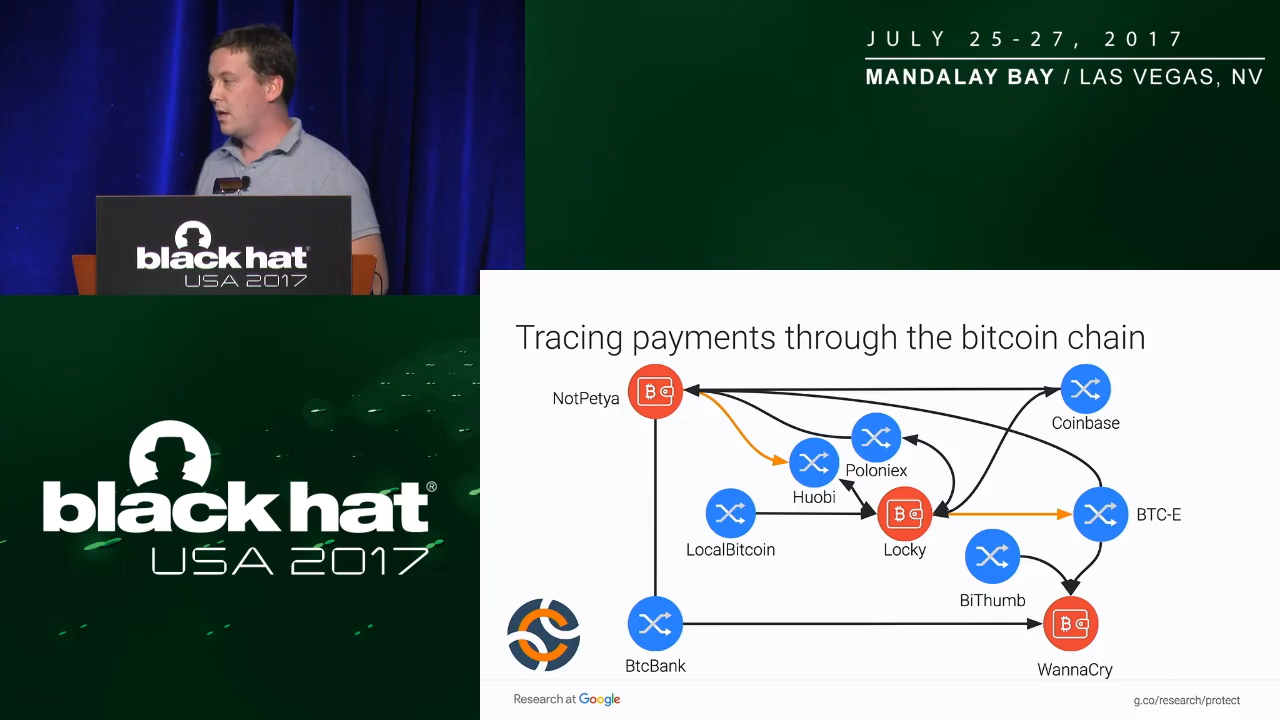 JULY 25-27, 2017
MANDALAY BAY / LAS VEGAS, NV
black hat®
USA 2017
black hat®
USA 2017
Tracing payments through the bitcoin chain
NotPetya
Coinbase
Poloniex
Huobi
LocalBitcoin
Locky
BTC-E
BiThumb
BtcBank
WannaCry
Research at Google
g.co/research/protect